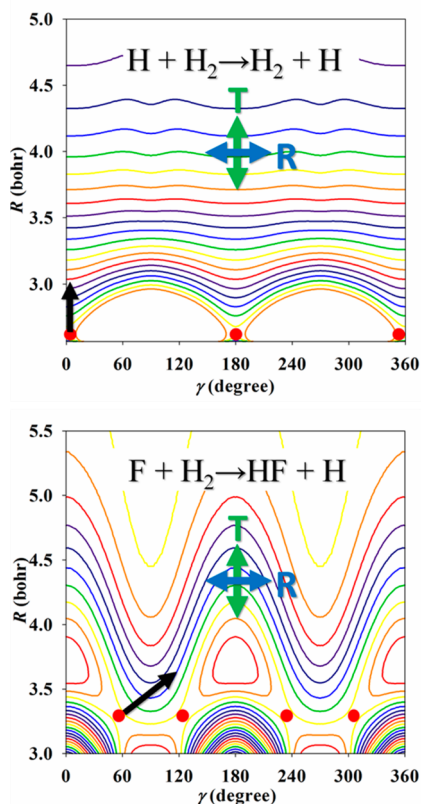 H + H₂→H₂ + H
T
R
R (bohr)
5.0
4.5
4.0
3.5
3.0
0 60 120 180 240 300 360
γ (degree)
F + H₂→HF + H
T
R
R (bohr)
5.5
5.0
4.5
4.0
3.5
3.0
0 60 120 180 240 300 360
γ (degree)